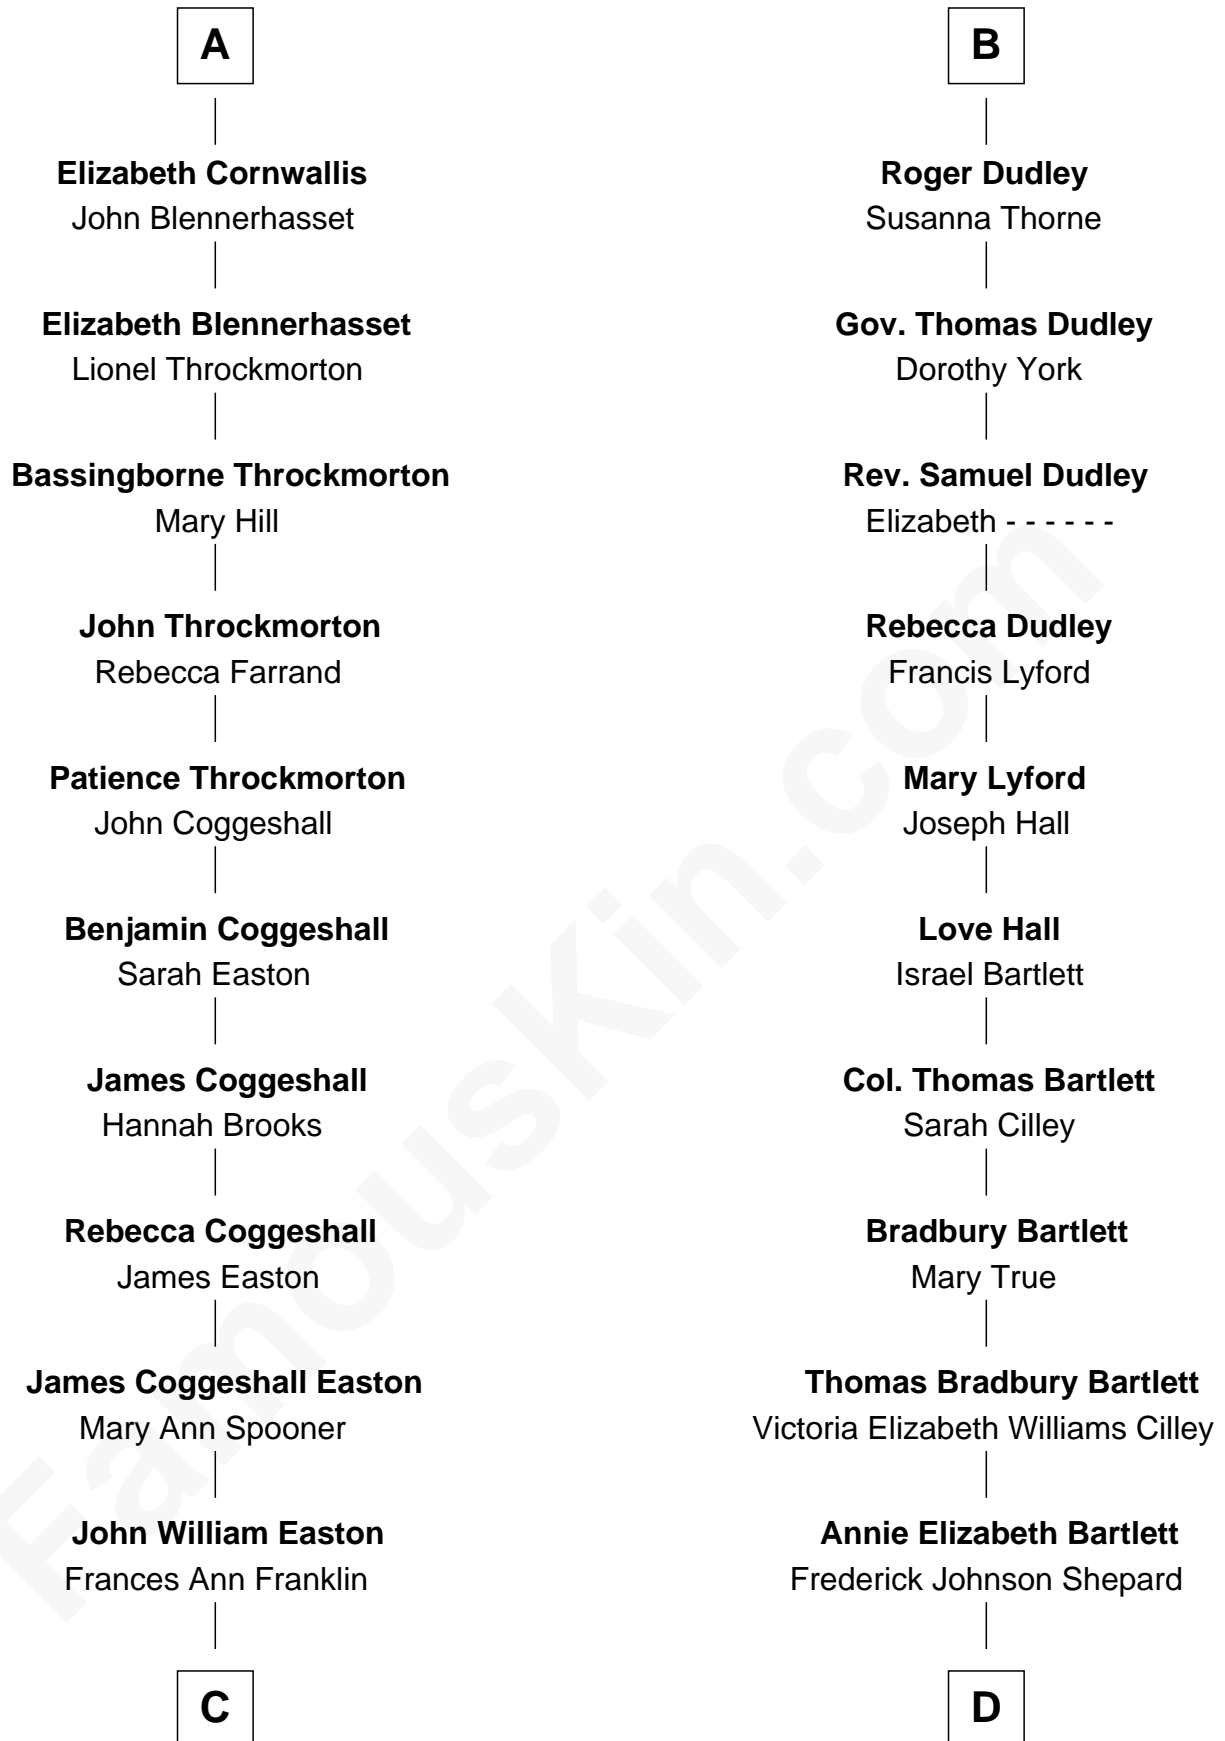 A
Elizabeth Cornwallis
John Blennerhasset
Elizabeth Blennerhasset
Lionel Throckmorton
Bassingborne Throckmorton
Mary Hill
John Throckmorton
Rebecca Farrand
Patience Throckmorton
John Coggeshall
Benjamin Coggeshall
Sarah Easton
James Coggeshall
Hannah Brooks
Rebecca Coggeshall
James Easton
James Coggeshall Easton
Mary Ann Spooner
John William Easton
Frances Ann Franklin
C
B
Roger Dudley
Susanna Thorne
Gov. Thomas Dudley
Dorothy York
Rev. Samuel Dudley
Elizabeth - - - - - -
Rebecca Dudley
Francis Lyford
Mary Lyford
Joseph Hall
Love Hall
Israel Bartlett
Col. Thomas Bartlett
Sarah Cilley
Bradbury Bartlett
Mary True
Thomas Bradbury Bartlett
Victoria Elizabeth Williams Cilley
Annie Elizabeth Bartlett
Frederick Johnson Shepard
D
FamousKin.com